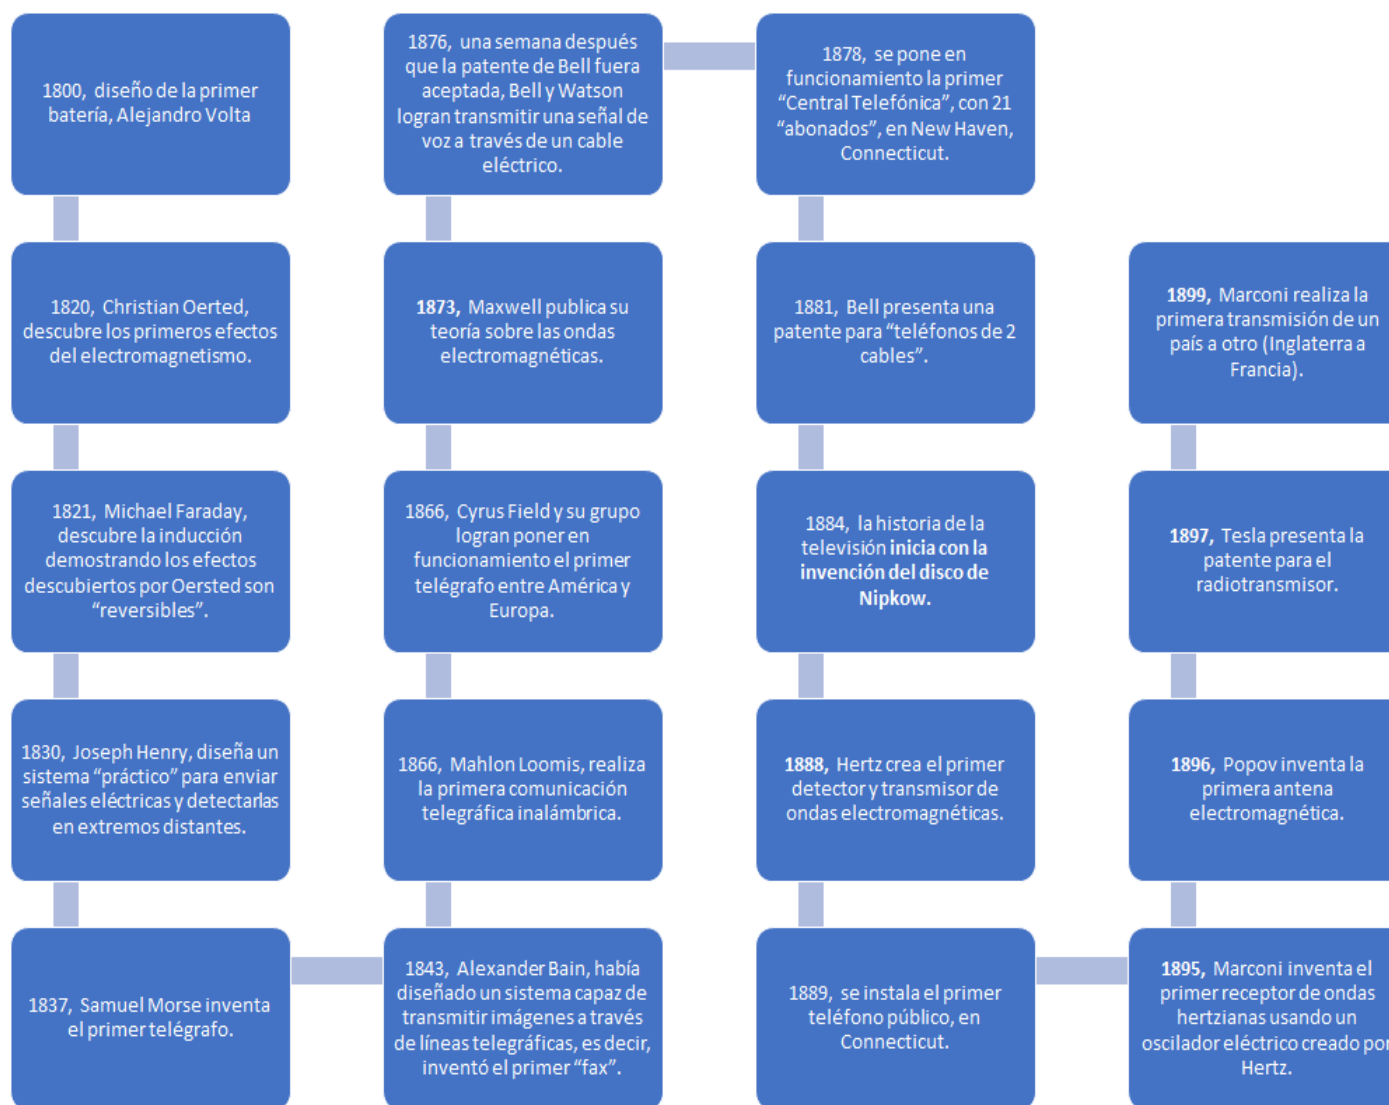 1800, diseño de la primer
batería, Alejandro Volta
1820, Christian Oerted,
descubre los primeros efectos
del electromagnetismo.
1821, Michael Faraday,
descubre la inducción
demostrando los efectos
descubiertos por Oersted son
“reversibles”.
1830, Joseph Henry, diseña un
sistema “práctico” para enviar
señales eléctricas y detectarlas
en extremos distantes.
1837, Samuel Morse inventa
el primer telégrafo.
1843, Alexander Bain, había
diseñado un sistema capaz de
transmitir imágenes a través
de líneas telegráficas, es decir,
inventó el primer “fax”.
1866, Mahlon Loomis, realiza
la primera comunicación
telegráfica inalámbrica.
1866, Cyrus Field y su grupo
logran poner en
funcionamiento el primer
telégrafo entre América y
Europa.
1873, Maxwell publica su
teoría sobre las ondas
electromagnéticas.
1876, una semana después
que la patente de Bell fuera
aceptada, Bell y Watson
logran transmitir una señal de
voz a través de un cable
eléctrico.
1878, se pone en
funcionamiento la primer
“Central Telefónica”, con 21
“abonados”, en New Haven,
Connecticut.
1881, Bell presenta una
patente para “teléfonos de 2
cables”.
1884, la historia de la
televisión inicia con la
invención del disco de
Nipkow.
1888, Hertz crea el primer
detector y transmisor de
ondas electromagnéticas.
1889, se instala el primer
teléfono público, en
Connecticut.
1895, Marconi inventa el
primer receptor de ondas
hertzianas usando un
oscilador eléctrico creado por
Hertz.
1896, Popov inventa la
primera antena
electromagnética.
1897, Tesla presenta la
patente para el
radiotransmisor.
1899, Marconi realiza la
primera transmisión de un
país a otro (Inglaterra a
Francia).